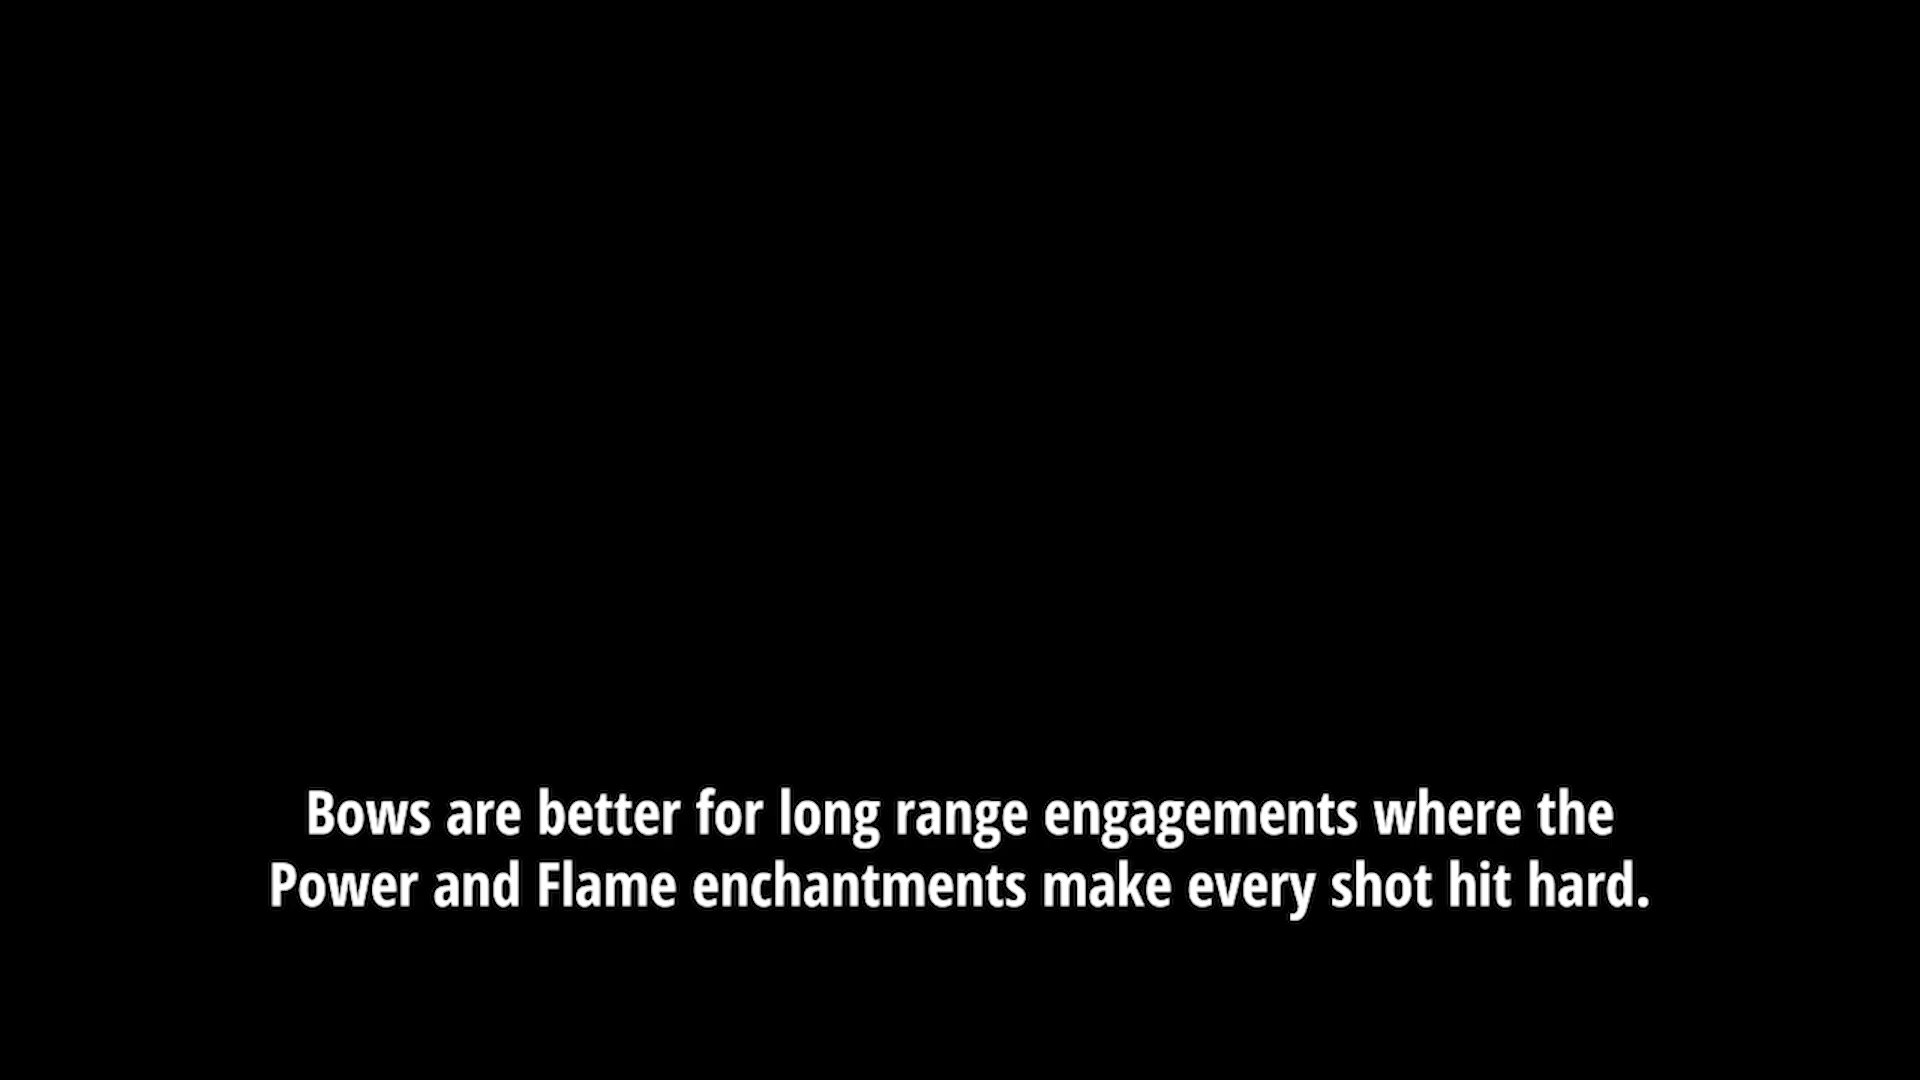 Bows are better for long range engagements where the
Power and Flame enchantments make every shot hit hard.